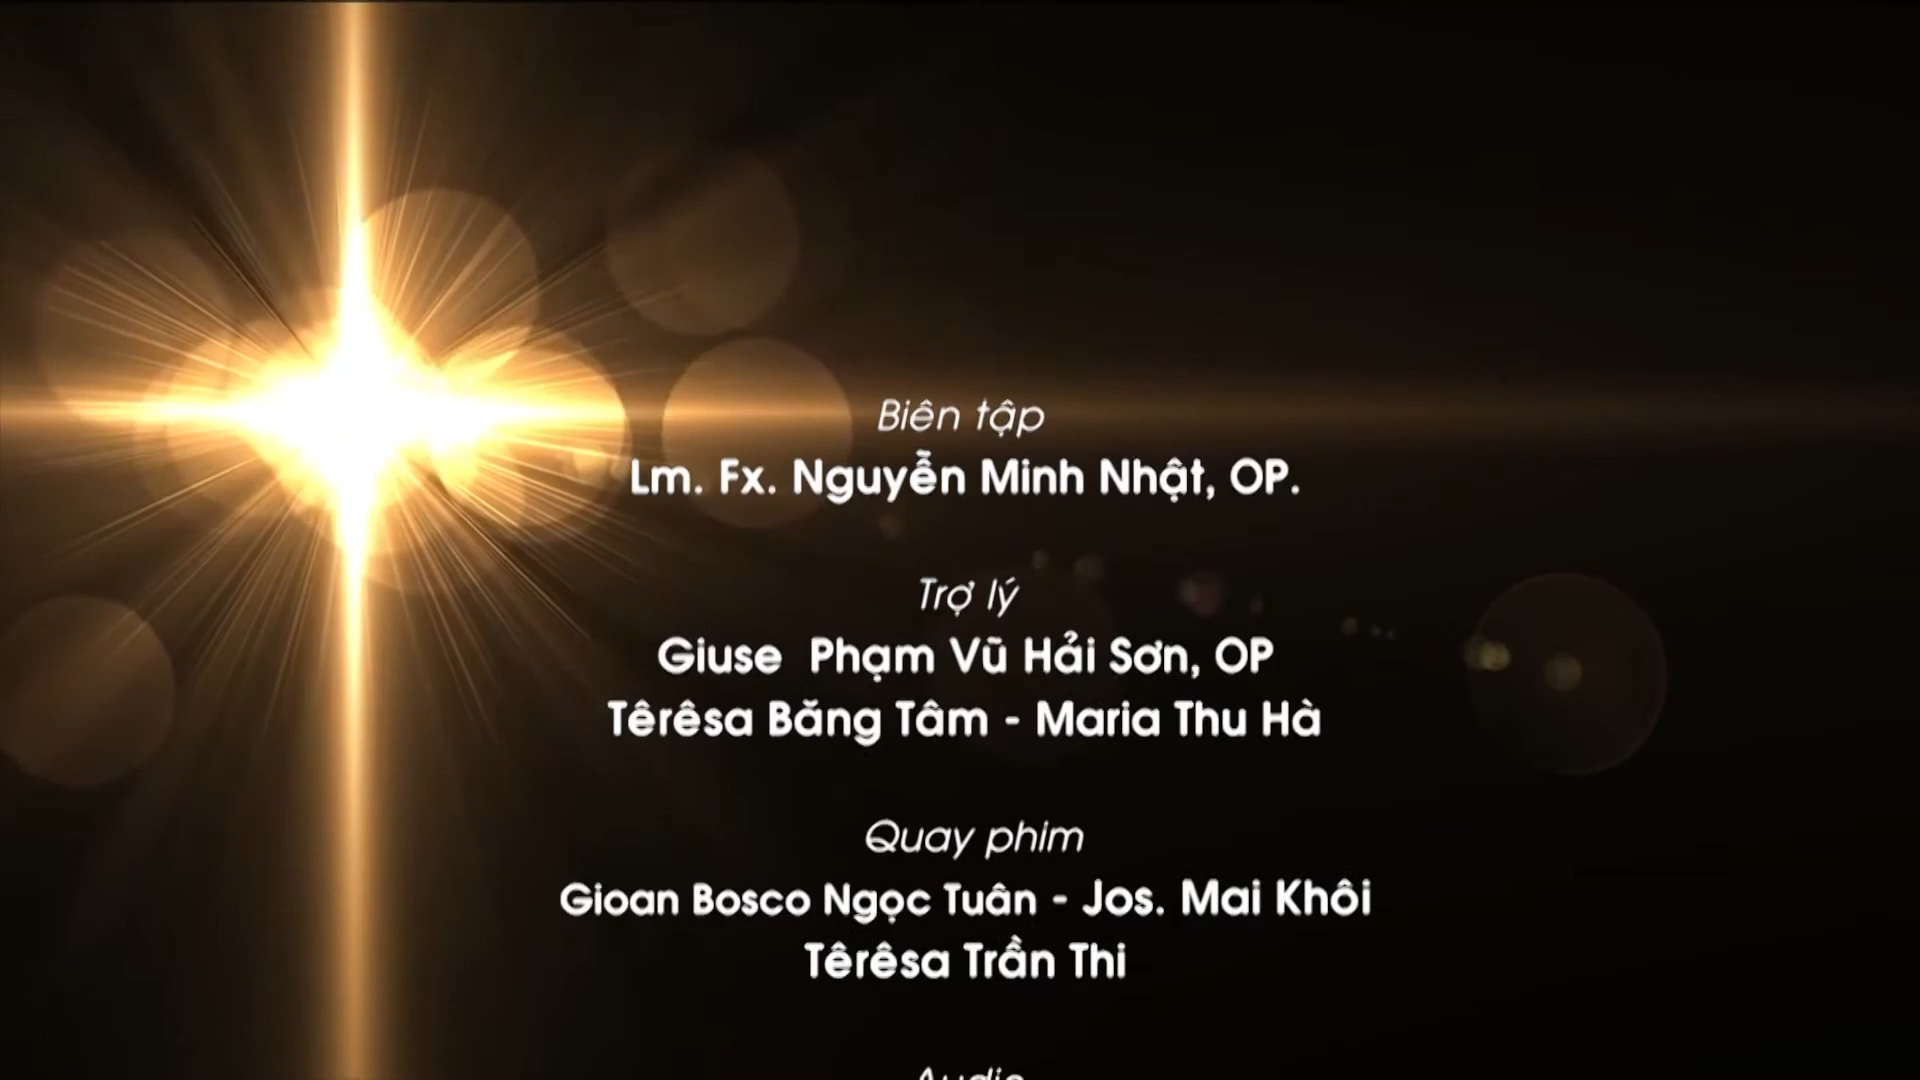 Biên tập
Lm. Fx. Nguyễn Minh Nhật, OP.
Trợ lý
Giuse Phạm Vũ Hải Sơn, OP
Têrêsa Băng Tâm - Maria Thu Hà
Quay phim
Gioan Bosco Ngọc Tuân - Jos. Mai Khôi
Têrêsa Trần Thi
Audio